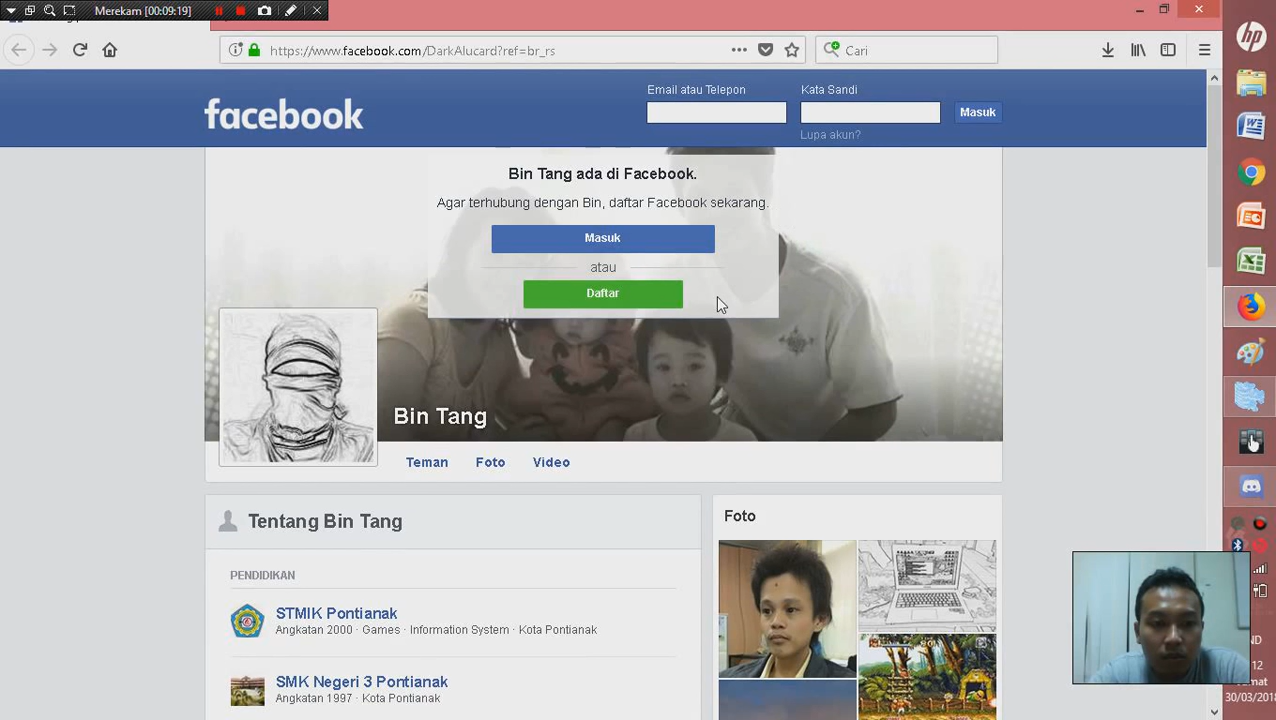 Merekam [00:09:19]
https://www.facebook.com/DarkAlucard?ref=br_rs
Cari
facebook
Email atau Telepon
Kata Sandi
Masuk
Lupa akun?
Bin Tang ada di Facebook.
Agar terhubung dengan Bin, daftar Facebook sekarang.
Masuk
atau
Daftar
Bin Tang
Teman
Foto
Video
Tentang Bin Tang
PENDIDIKAN
STMIK Pontianak
Angkatan 2000 · Games · Information System · Kota Pontianak
SMK Negeri 3 Pontianak
Angkatan 1997 · Kota Pontianak
Foto
hp
30/03/2018